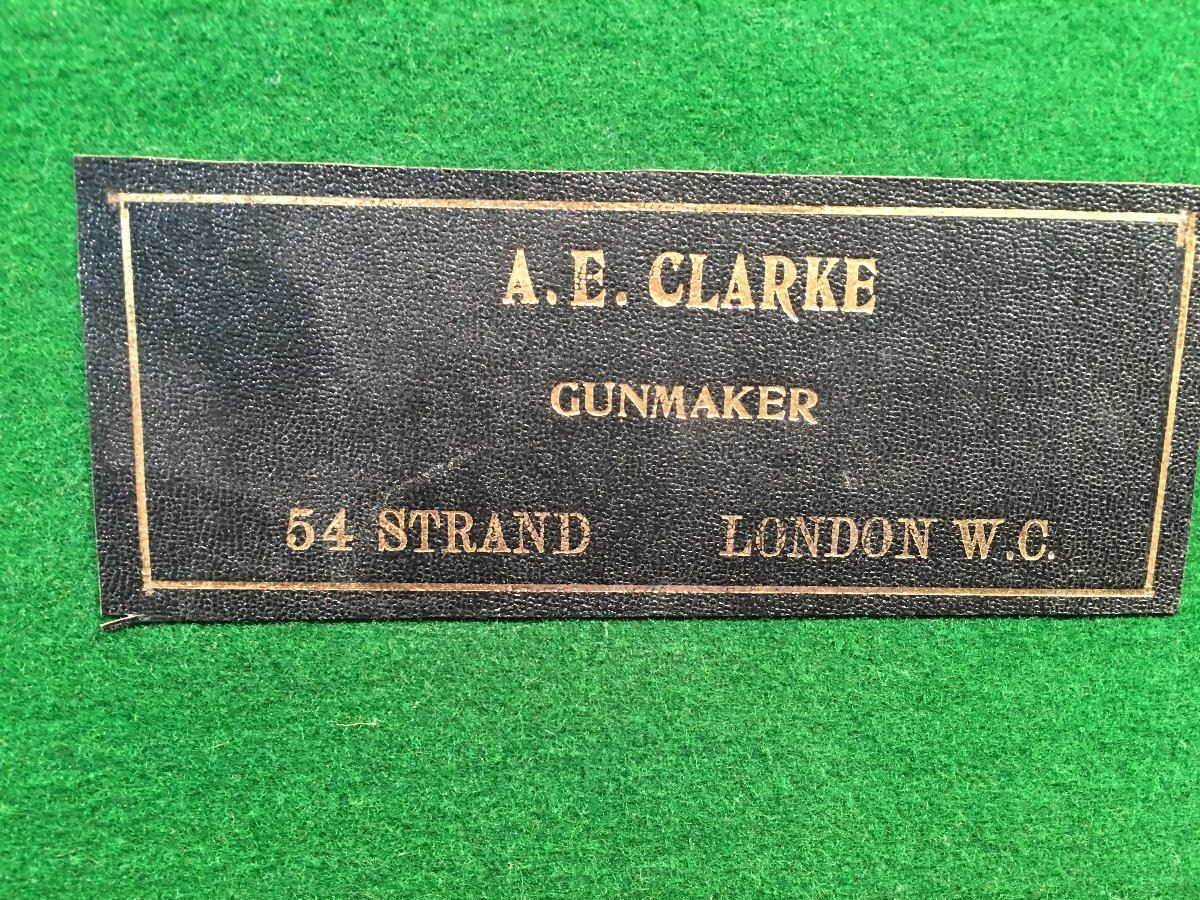 A. E. CLARKE
GUNMAKER
54 STRAND LONDON W.C.